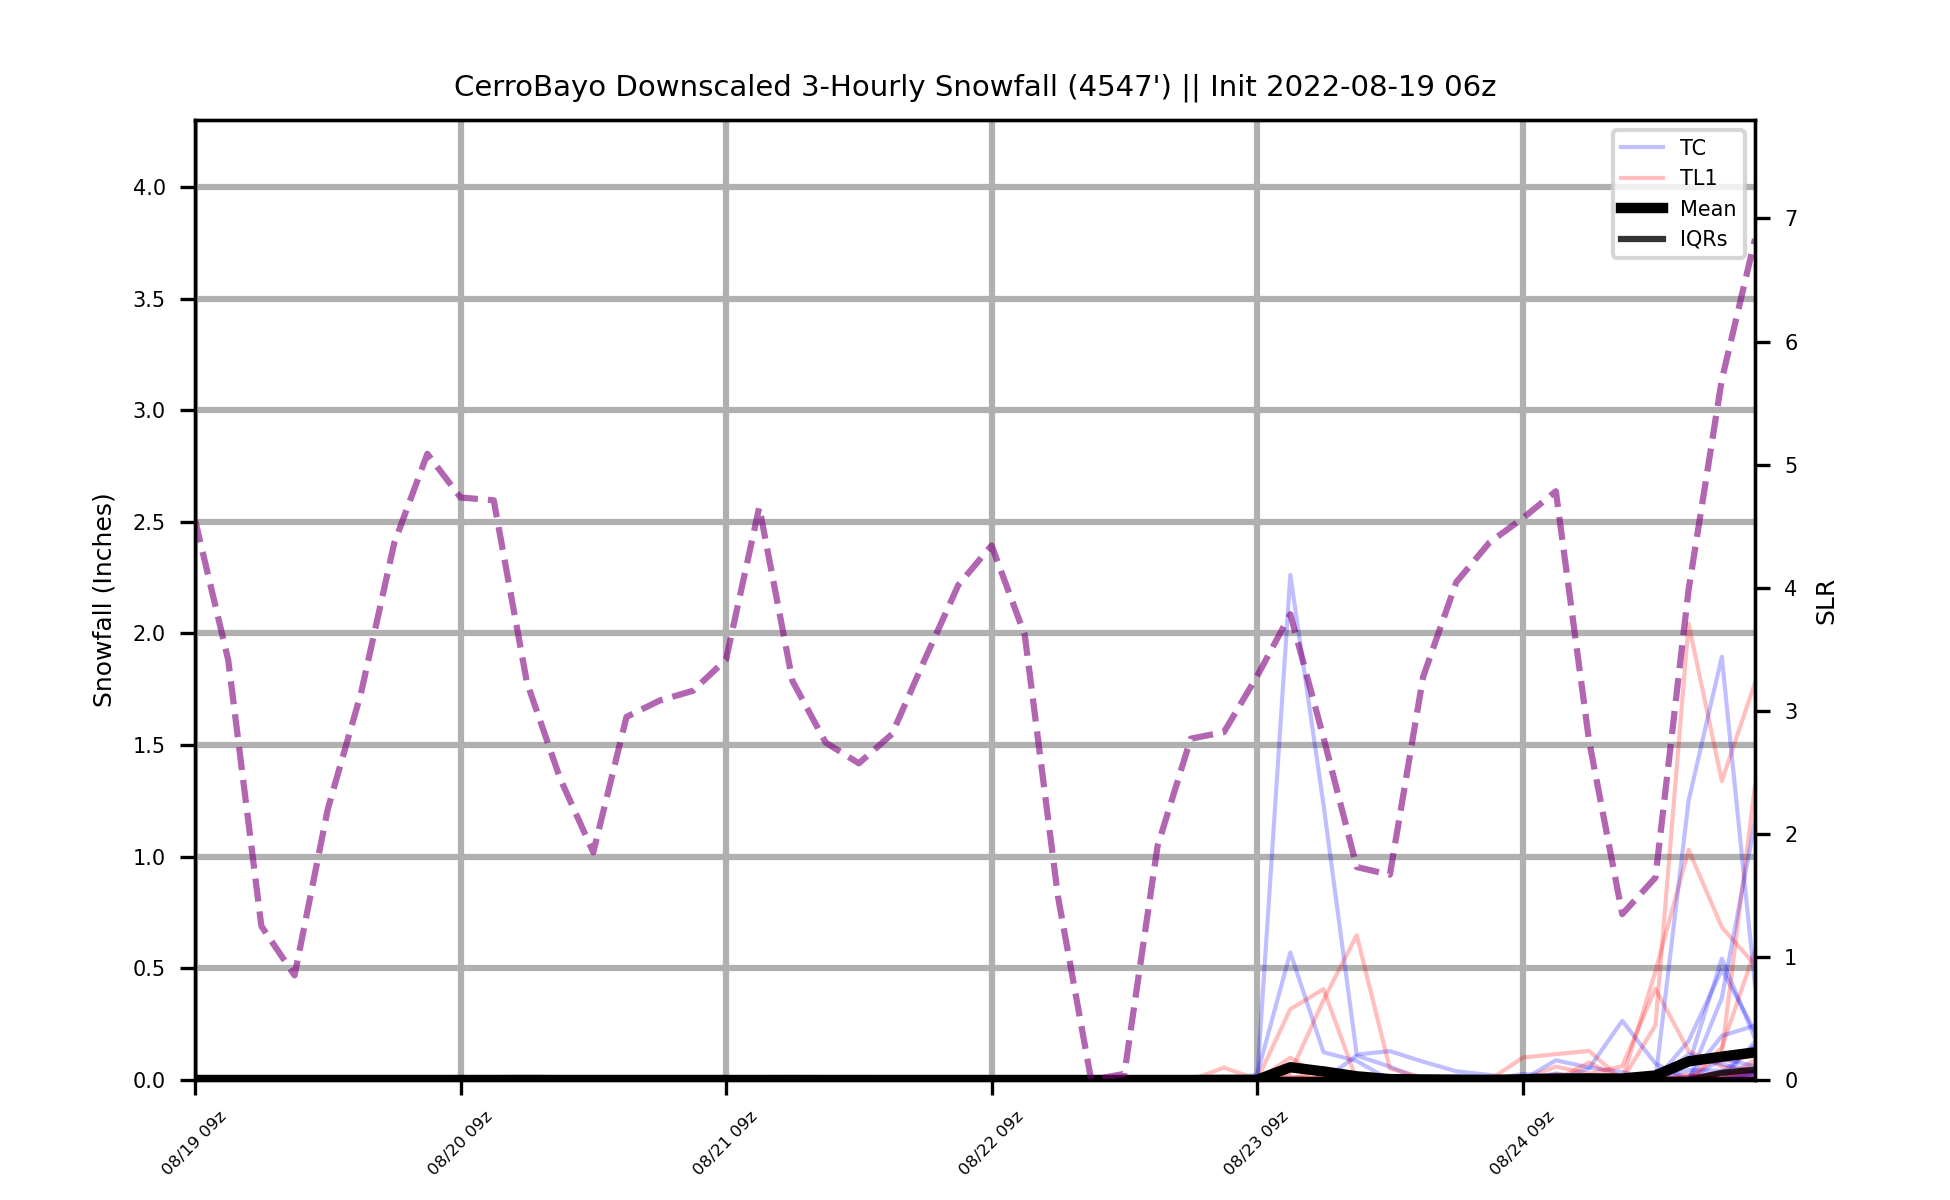 CerroBayo Downscaled 3-Hourly Snowfall (4547') || Init 2022-08-19 06z
TC
TL1
Mean
IQRs
Snowfall (Inches)
4.0
3.5
3.0
2.5
2.0
1.5
1.0
0.5
0.0
7
6
5
4
3
2
1
0
SLR
08/19 09z
08/20 09z
08/21 09z
08/22 09z
08/23 09z
08/24 09z